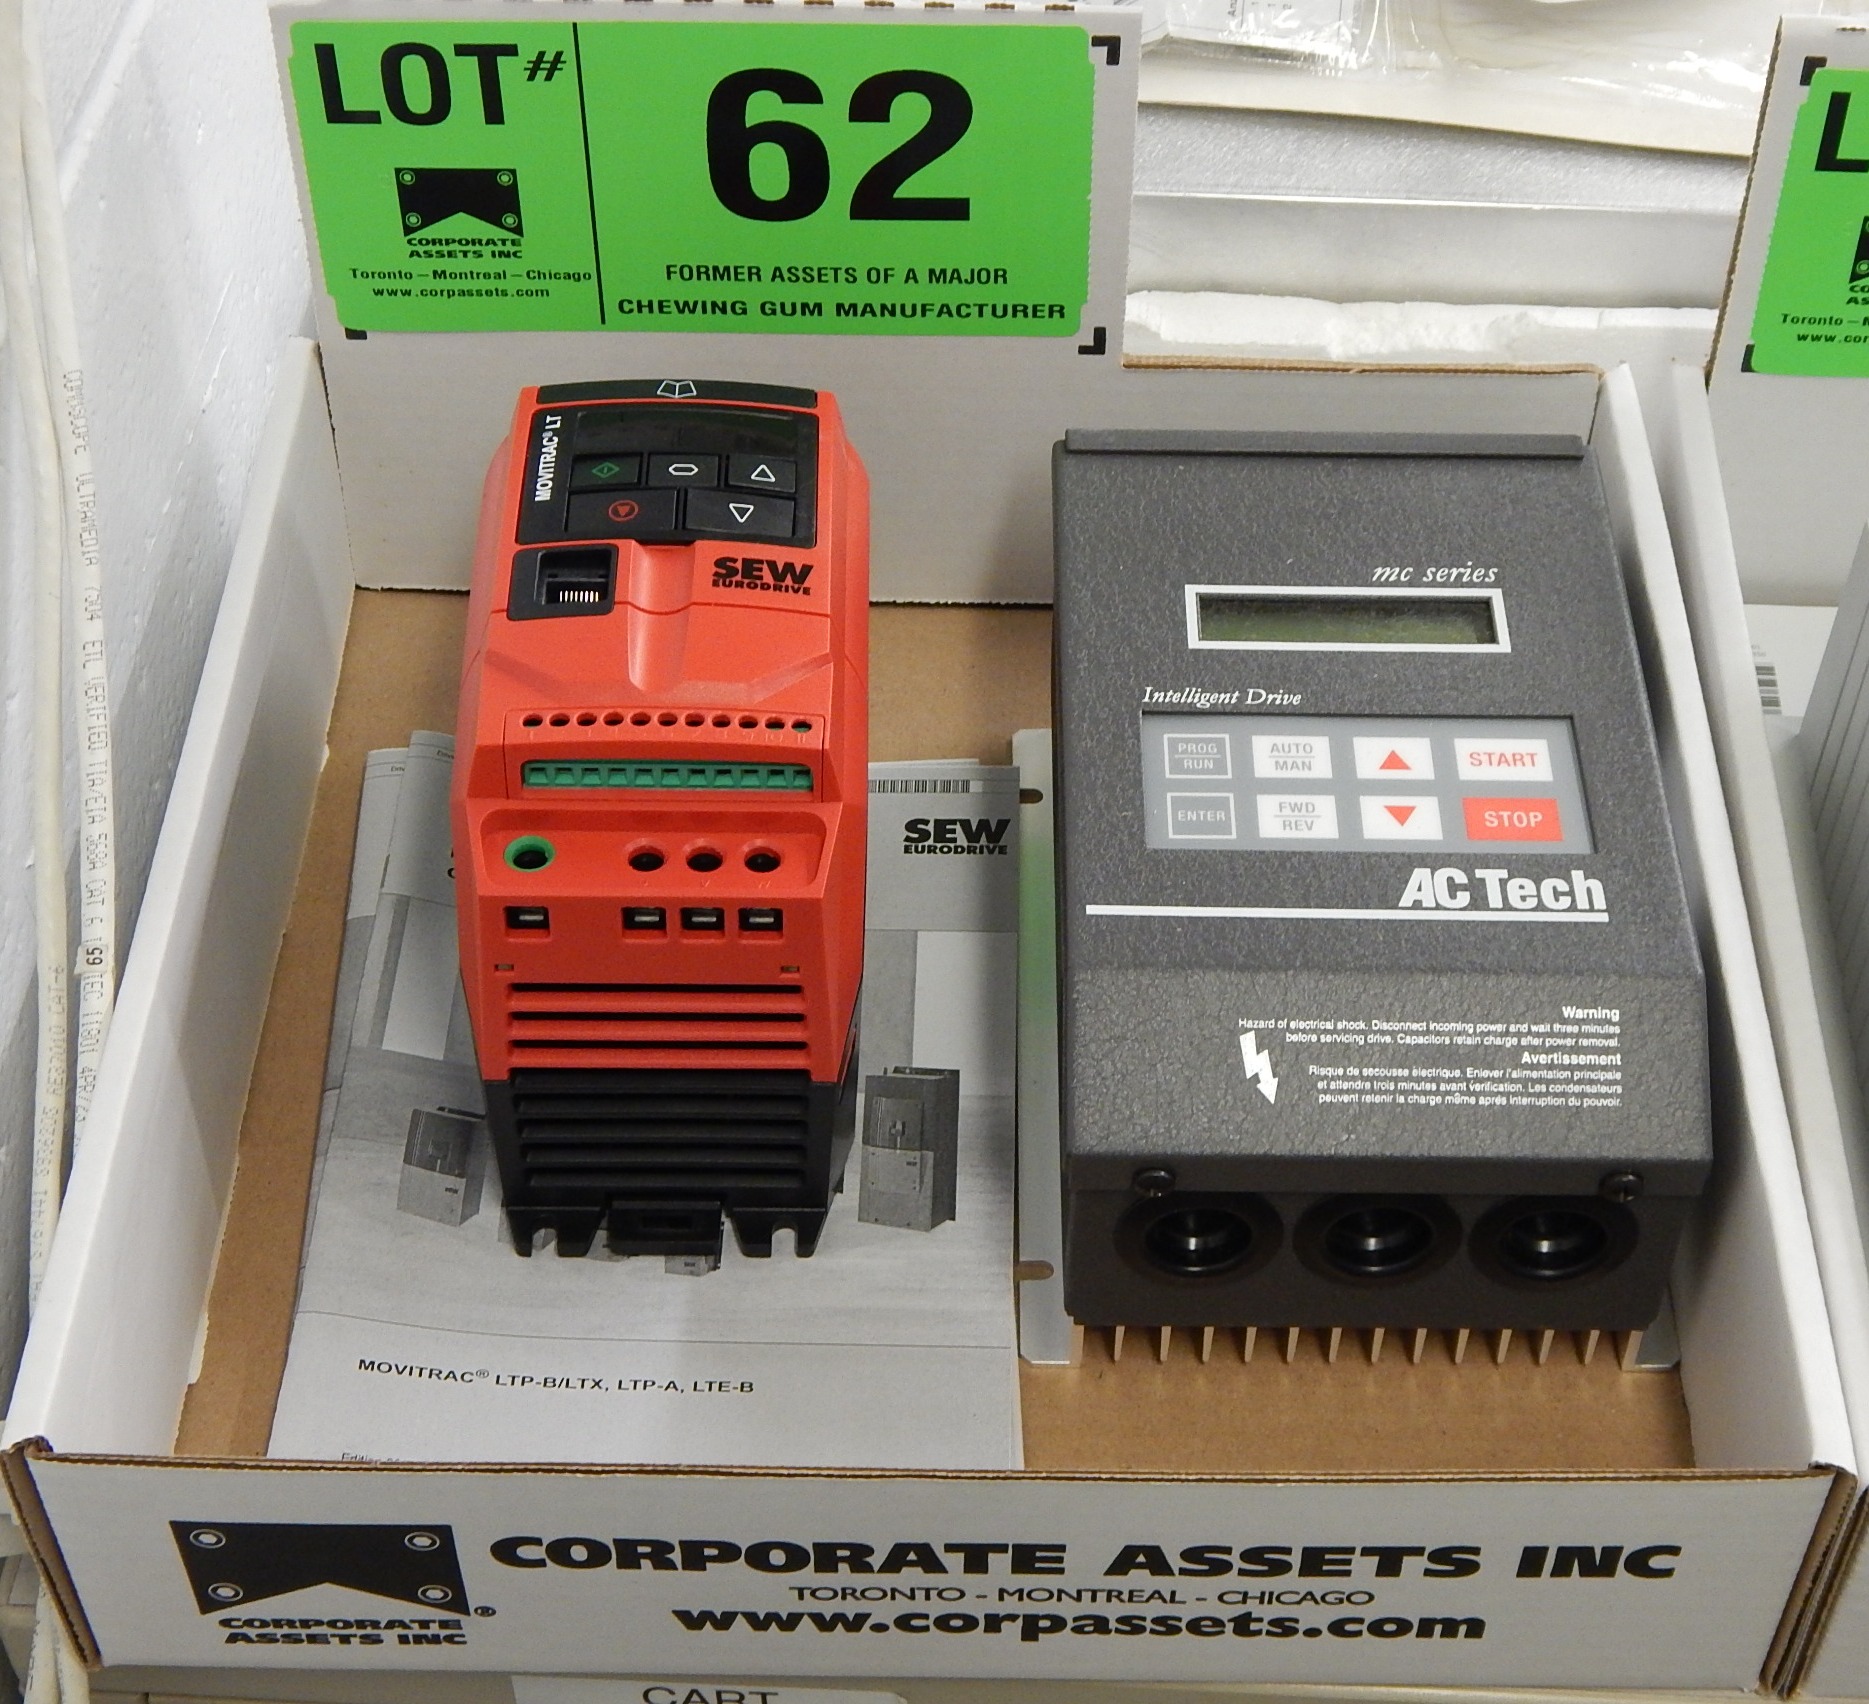 LOT#
62
CORPORATE
ASSETS INC
Toronto – Montreal – Chicago
www.corpassets.com
FORMER ASSETS OF A MAJOR
CHEWING GUM MANUFACTURER
L
Toronto –
www.cor
MOVITRAC® LT
SEW
EURODRIVE
SEW
EURODRIVE
MOVITRAC® LTP-B/LTX, LTP-A, LTE-B
mc series
Intelligent Drive
PROG
RUN
AUTO
MAN
START
ENTER
FWD
REV
STOP
AC Tech
Warning
Hazard of electrical shock. Disconnect incoming power and wait three minutes
before servicing drive. Capacitors retain charge after power removal.
Avertissement
Risque de secousse électrique. Enlever l'alimentation principale
et attendre trois minutes avant vérification. Les condensateurs
peuvent retenir la charge même après interruption du pouvoir.
CORPORATE
ASSETS INC
®
CORPORATE ASSETS INC
TORONTO - MONTREAL - CHICAGO
www.corpassets.com
CART